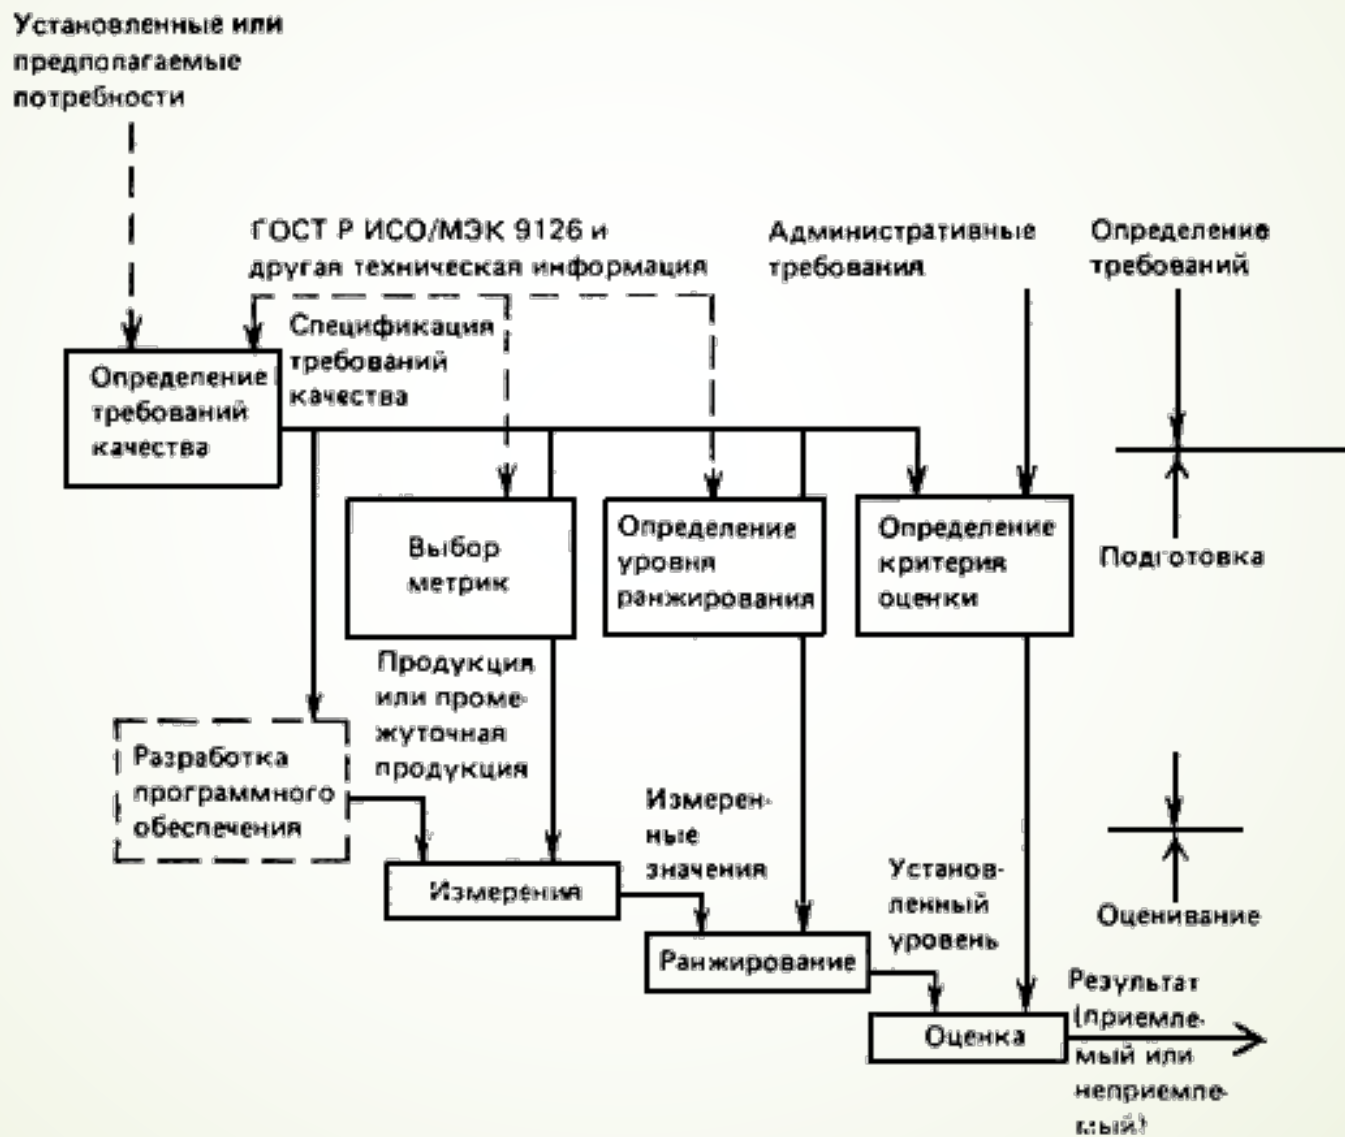 Установленные или
предполагаемые
потребности
ГОСТ Р ИСО/МЭК 9126 и
другая техническая информация
Административные
требования
Определение
требований
Спецификация
требований
качества
Определение
требований
качества
Выбор
метрик
Определение
уровня
ранжирования
Определение
критерия
оценки
Подготовка
Продукция
или проме-
жуточная
продукция
Разработка
программного
обеспечения
Измерен-
ные
значения
Измерения
Установ-
ленный
уровень
Оценивание
Ранжирование
Результат
(приемле-
мый или
неприемле-
мый)
Оценка